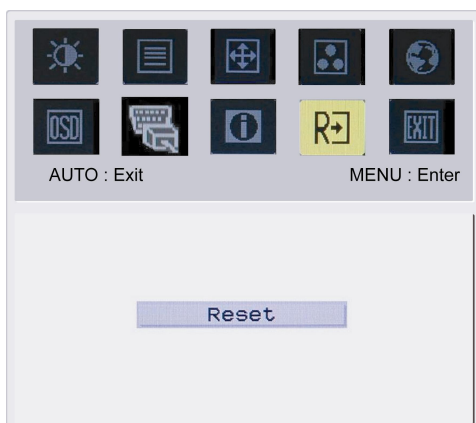 OSD
R
EXIT
AUTO : Exit
MENU : Enter
Reset